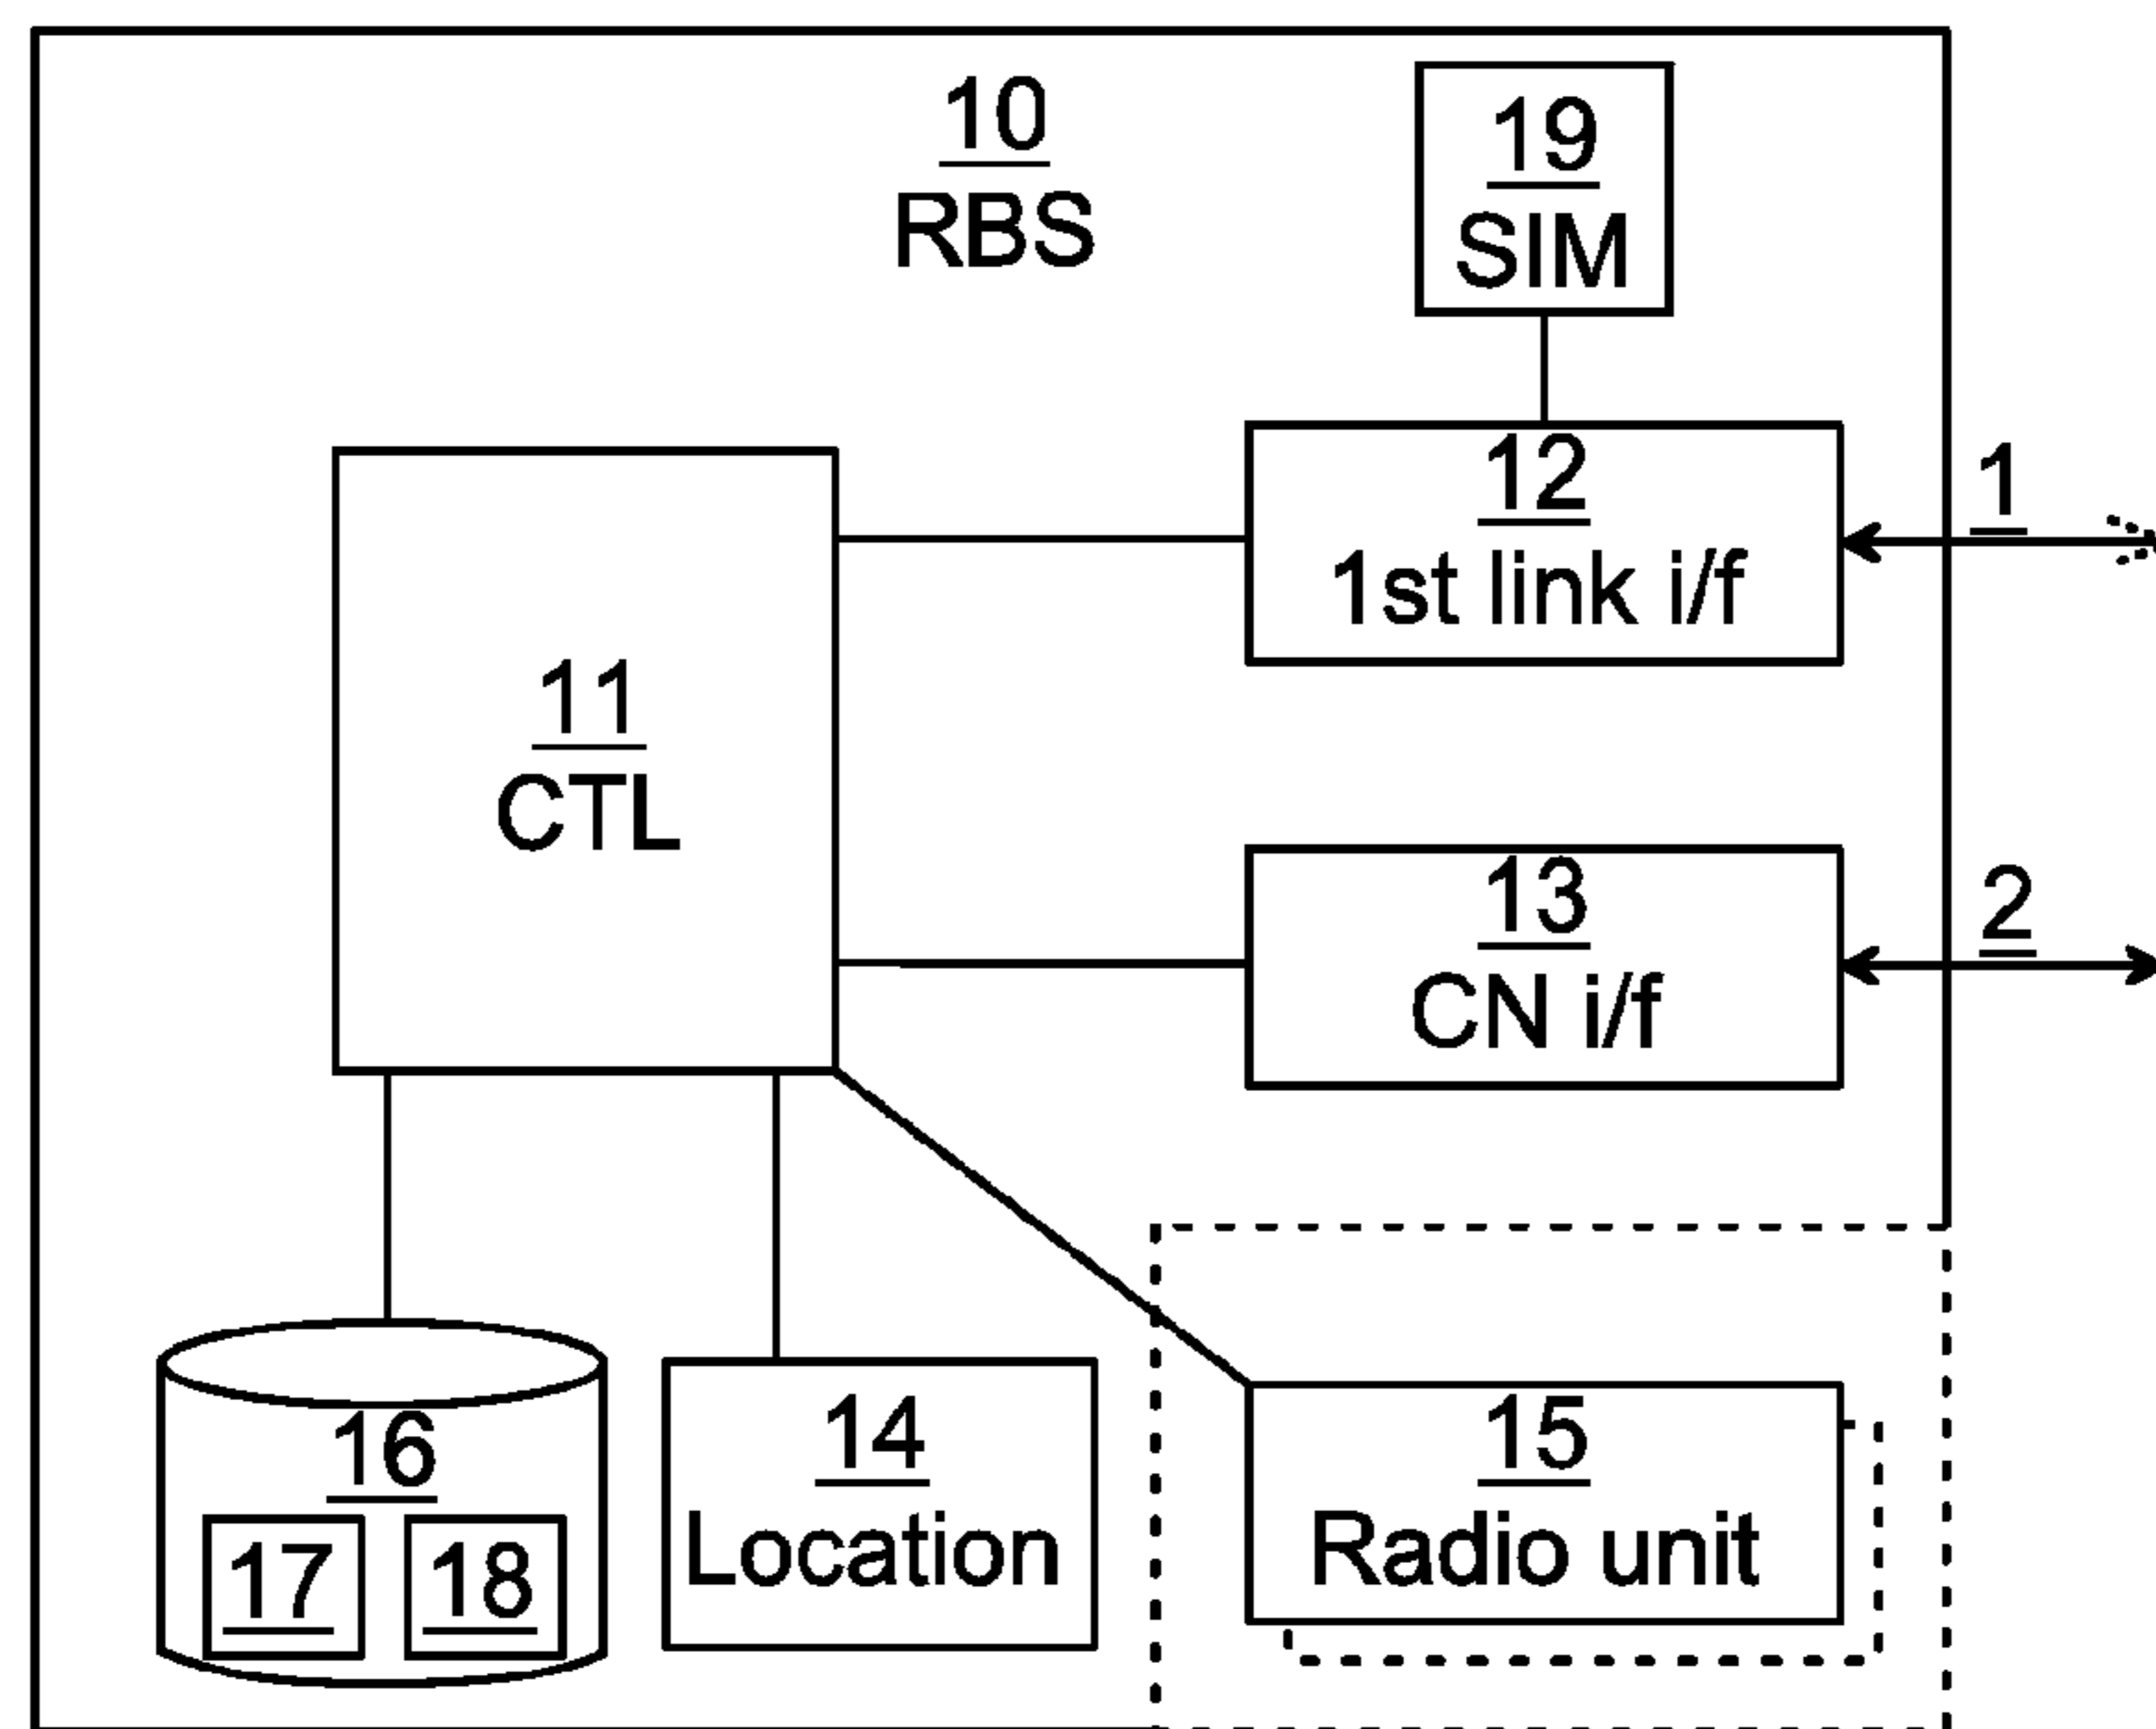 10
RBS
19
SIM
12
1st link i/f
1
11
CTL
13
CN i/f
2
16
17 18
14
Location
15
Radio unit